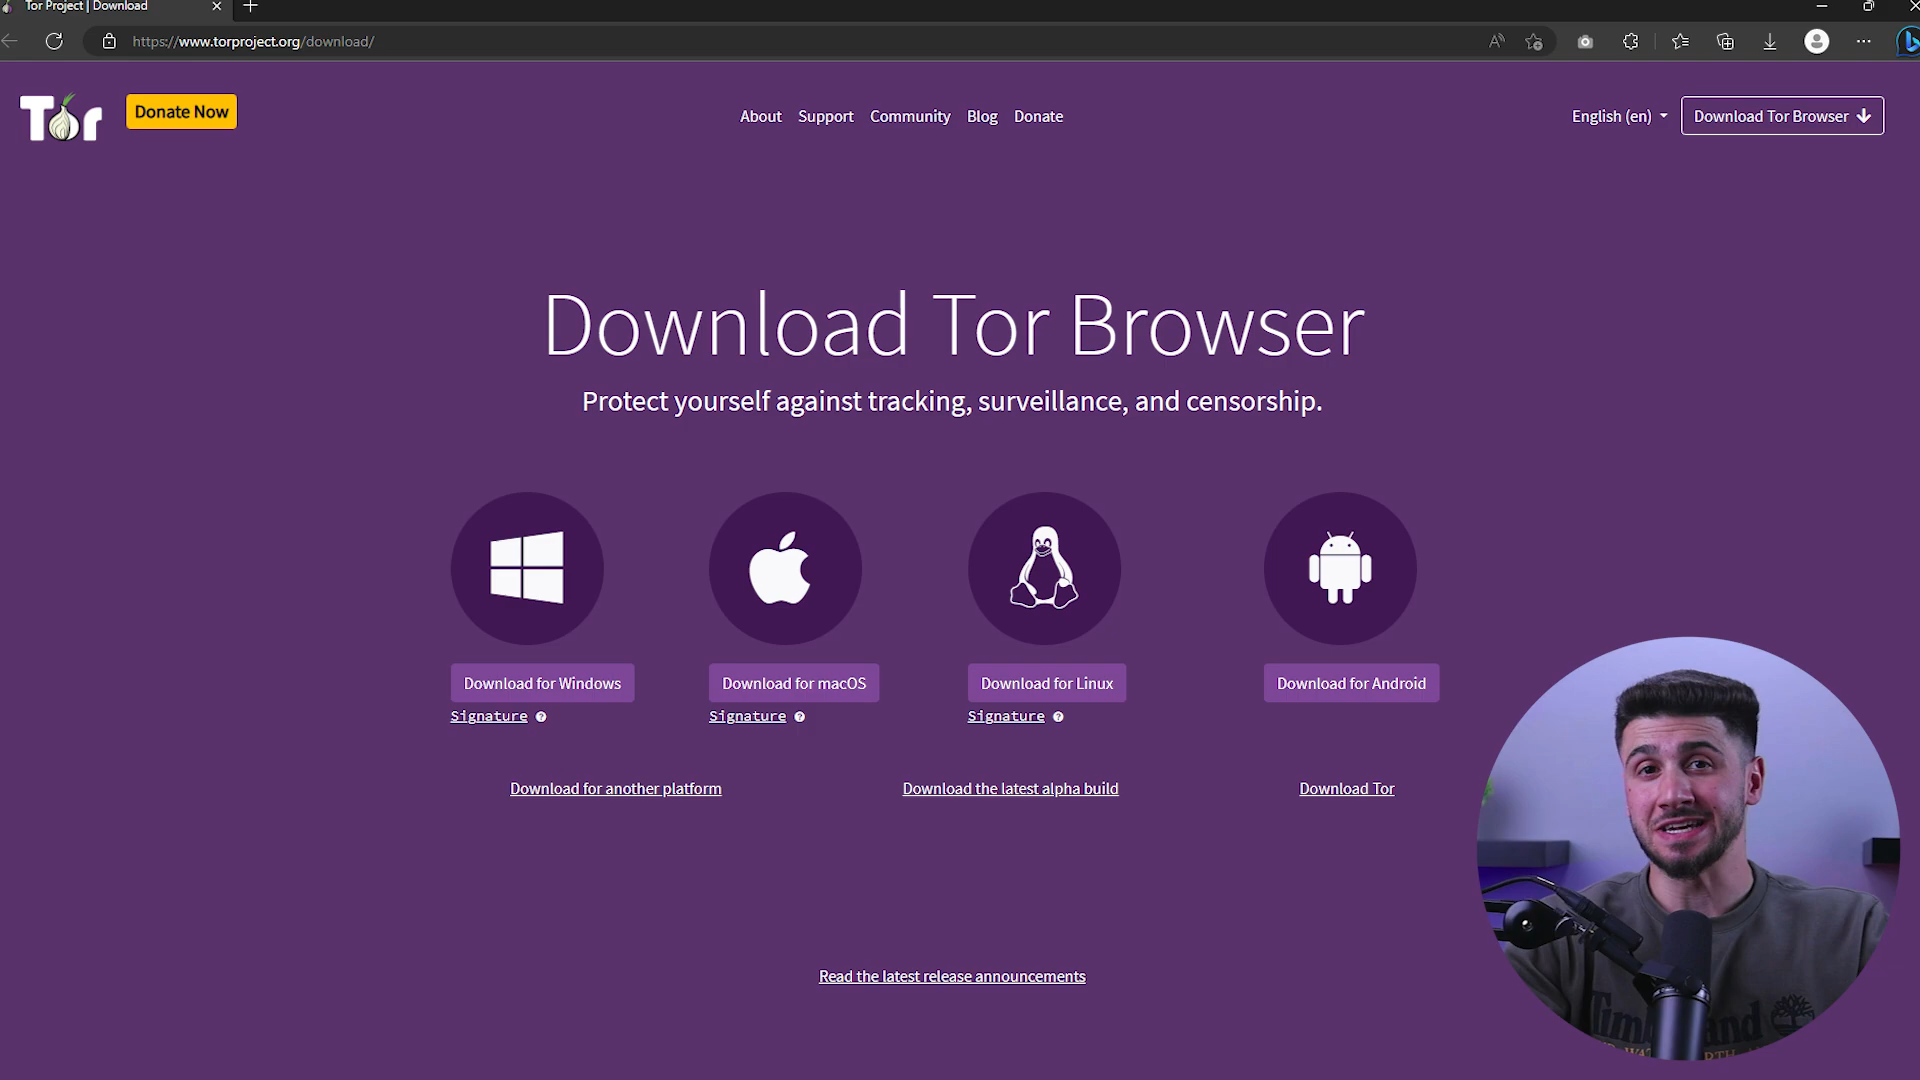 Tor Project | Download
https://www.torproject.org/download/
Tor
Donate Now
About Support Community Blog Donate
English (en)
Download Tor Browser
Download Tor Browser
Protect yourself against tracking, surveillance, and censorship.
Download for Windows
Download for macOS
Download for Linux
Download for Android
Signature ?
Signature ?
Signature ?
Download for another platform
Download the latest alpha build
Download Tor
Read the latest release announcements